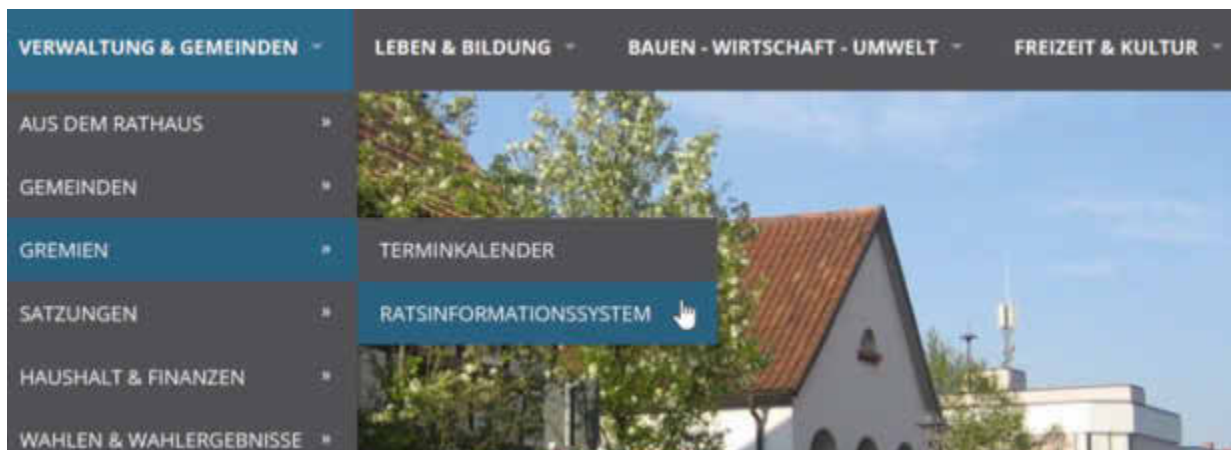 VERWALTUNG & GEMEINDEN
LEBEN & BILDUNG
BAUEN - WIRTSCHAFT - UMWELT
FREIZEIT & KULTUR
AUS DEM RATHAUS »
GEMEINDEN »
GREMIEN »
TERMINKALENDER
RATSINFORMATIONSSYSTEM
SATZUNGEN »
HAUSHALT & FINANZEN »
WAHLEN & WAHLERGEBNISSE »